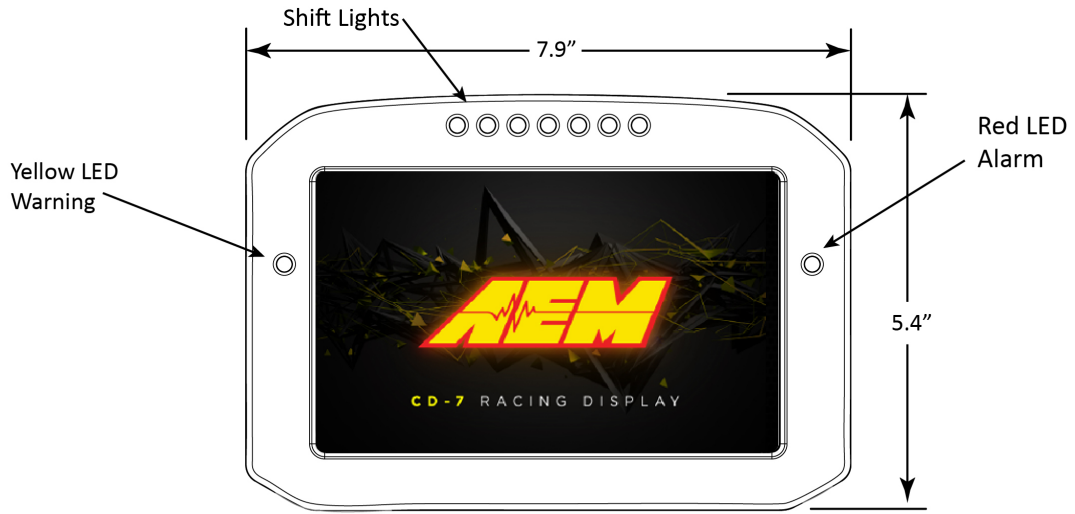 Shift Lights
7.9”
Red LED
Alarm
Yellow LED
Warning
5.4”
AEM
CD-7 RACING DISPLAY